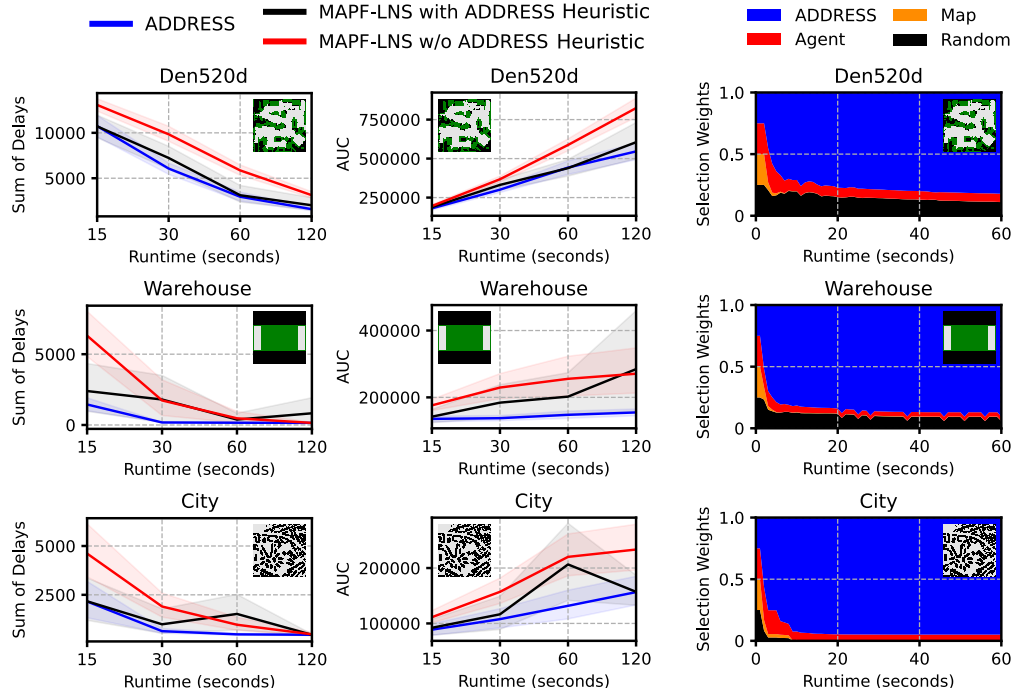 ADDRESS
MAPF-LNS with ADDRESS Heuristic
MAPF-LNS w/o ADDRESS Heuristic
ADDRESS
Map
Agent
Random
Den520d
Sum of Delays
10000
5000
15
30
60
120
Runtime (seconds)
Den520d
AUC
750000
500000
250000
15
30
60
120
Runtime (seconds)
Den520d
Selection Weights
1.0
0.5
0
0
20
40
60
Runtime (seconds)
Warehouse
Sum of Delays
5000
0
15
30
60
120
Runtime (seconds)
Warehouse
AUC
400000
200000
15
30
60
120
Runtime (seconds)
Warehouse
Selection Weights
1.0
0.5
0
0
20
40
60
Runtime (seconds)
City
Sum of Delays
5000
2500
15
30
60
120
Runtime (seconds)
City
AUC
200000
100000
15
30
60
120
Runtime (seconds)
City
Selection Weights
1.0
0.5
0
0
20
40
60
Runtime (seconds)